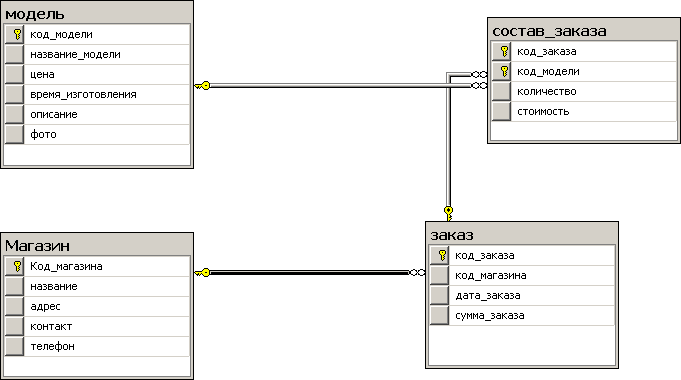 модель
код_модели
название_модели
цена
время_изготовления
описание
фото
состав_заказа
код_заказа
код_модели
количество
стоимость
Магазин
Код_магазина
название
адрес
контакт
телефон
заказ
код_заказа
код_магазина
дата_заказа
сумма_заказа